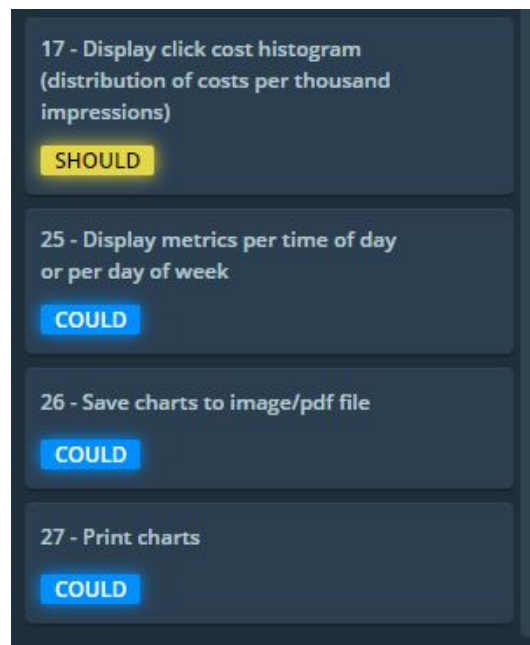 17 - Display click cost histogram
(distribution of costs per thousand
impressions)
SHOULD
25 - Display metrics per time of day
or per day of week
COULD
26 - Save charts to image/pdf file
COULD
27 - Print charts
COULD